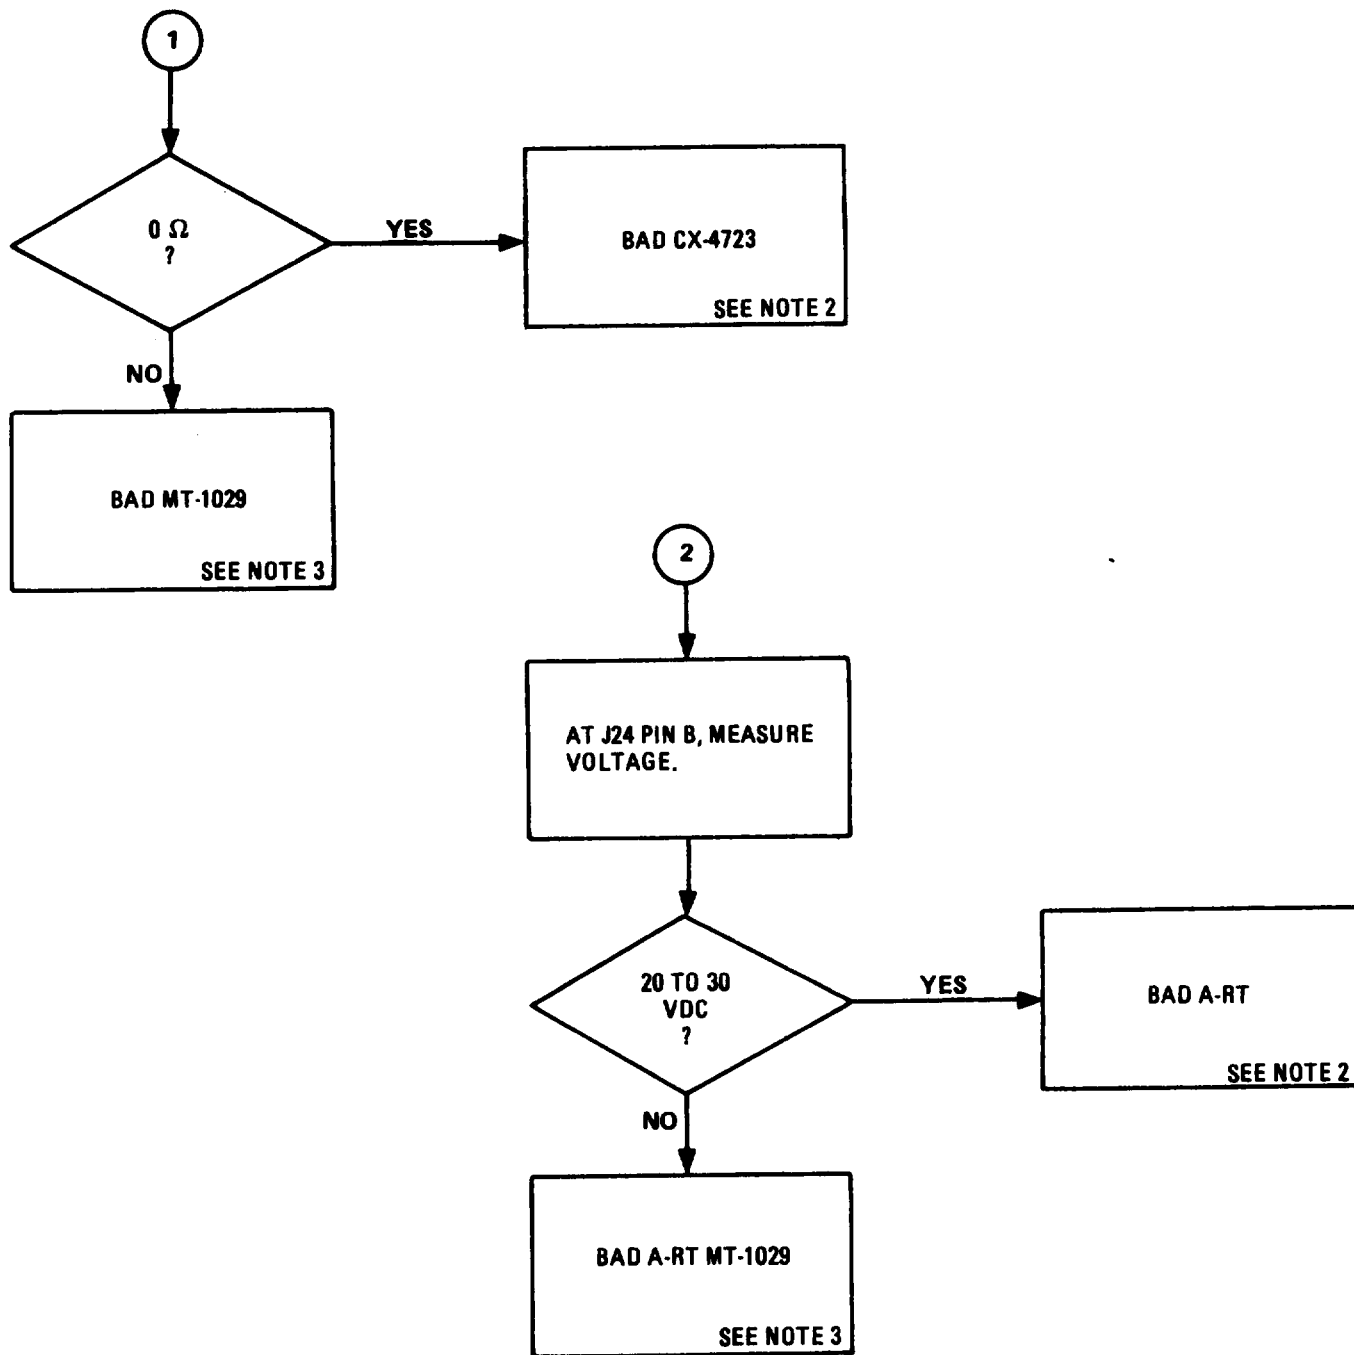 1
0 Ω
?
YES
BAD CX-4723
SEE NOTE 2
NO
BAD MT-1029
SEE NOTE 3
2
AT J24 PIN B, MEASURE
VOLTAGE.
20 TO 30
VDC
?
YES
BAD A-RT
SEE NOTE 2
NO
BAD A-RT MT-1029
SEE NOTE 3